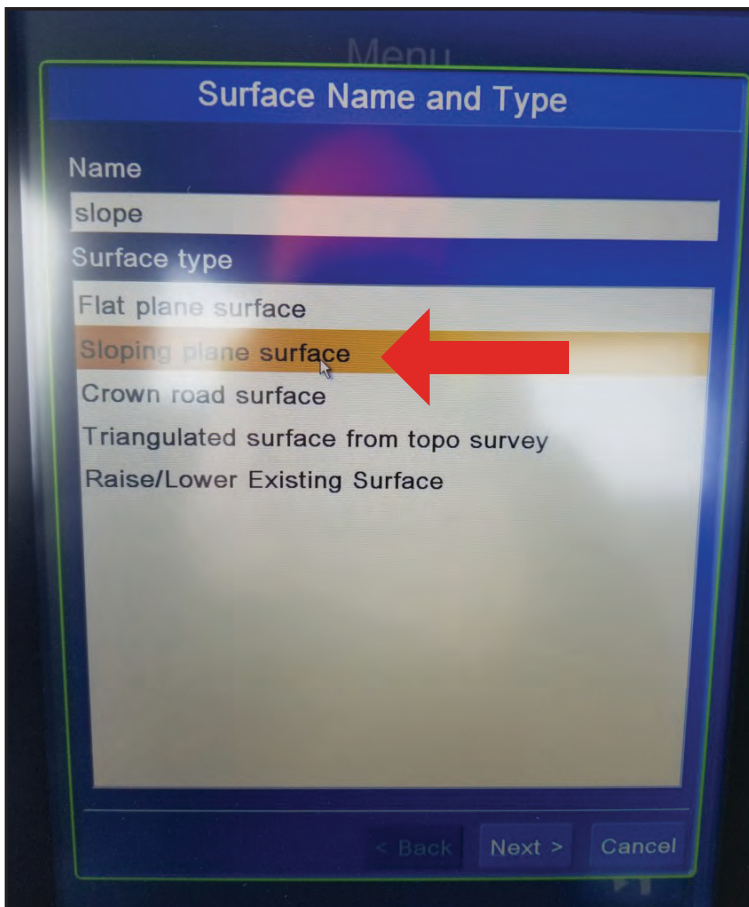 Menu
Surface Name and Type
Name
slope
Surface type
Flat plane surface
Sloping plane surface
Crown road surface
Triangulated surface from topo survey
Raise/Lower Existing Surface
< Back Next > Cancel